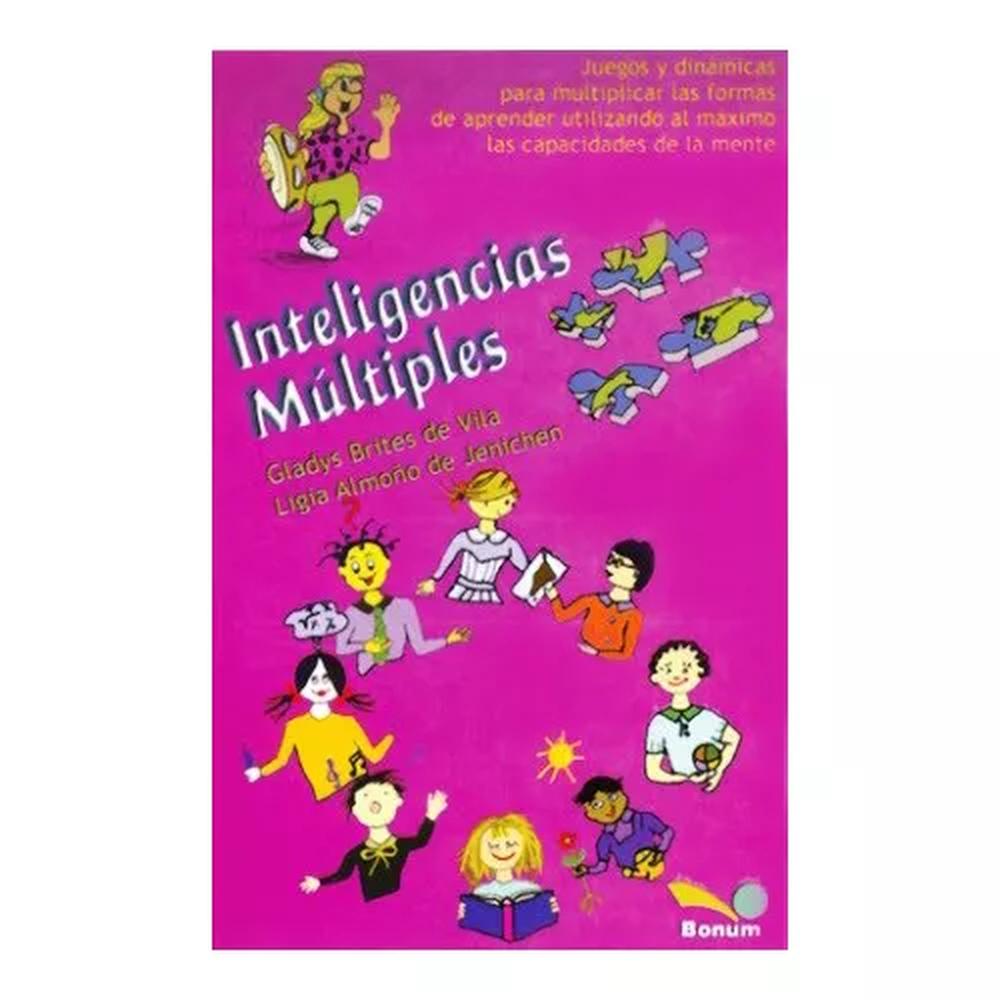 Juegos y dinámicas
para multiplicar las formas
de aprender utilizando al máximo
las capacidades de la mente
Inteligencias
Múltiples
Gladys Brites de Vila
Ligia Almoño de Jenichen
?
Bonum